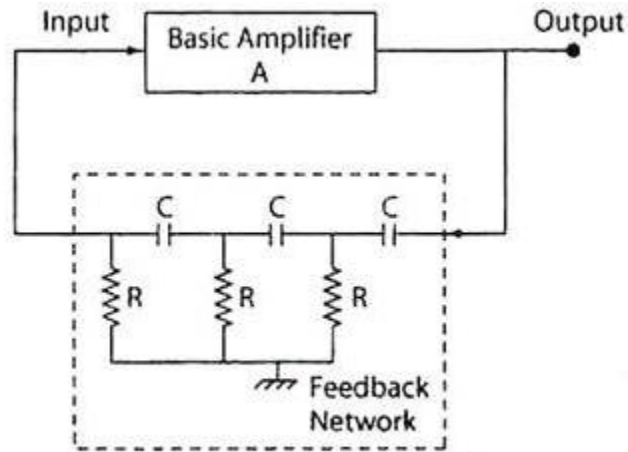 Input
Output
Basic Amplifier
A
C
C
C
R
R
R
Feedback
Network